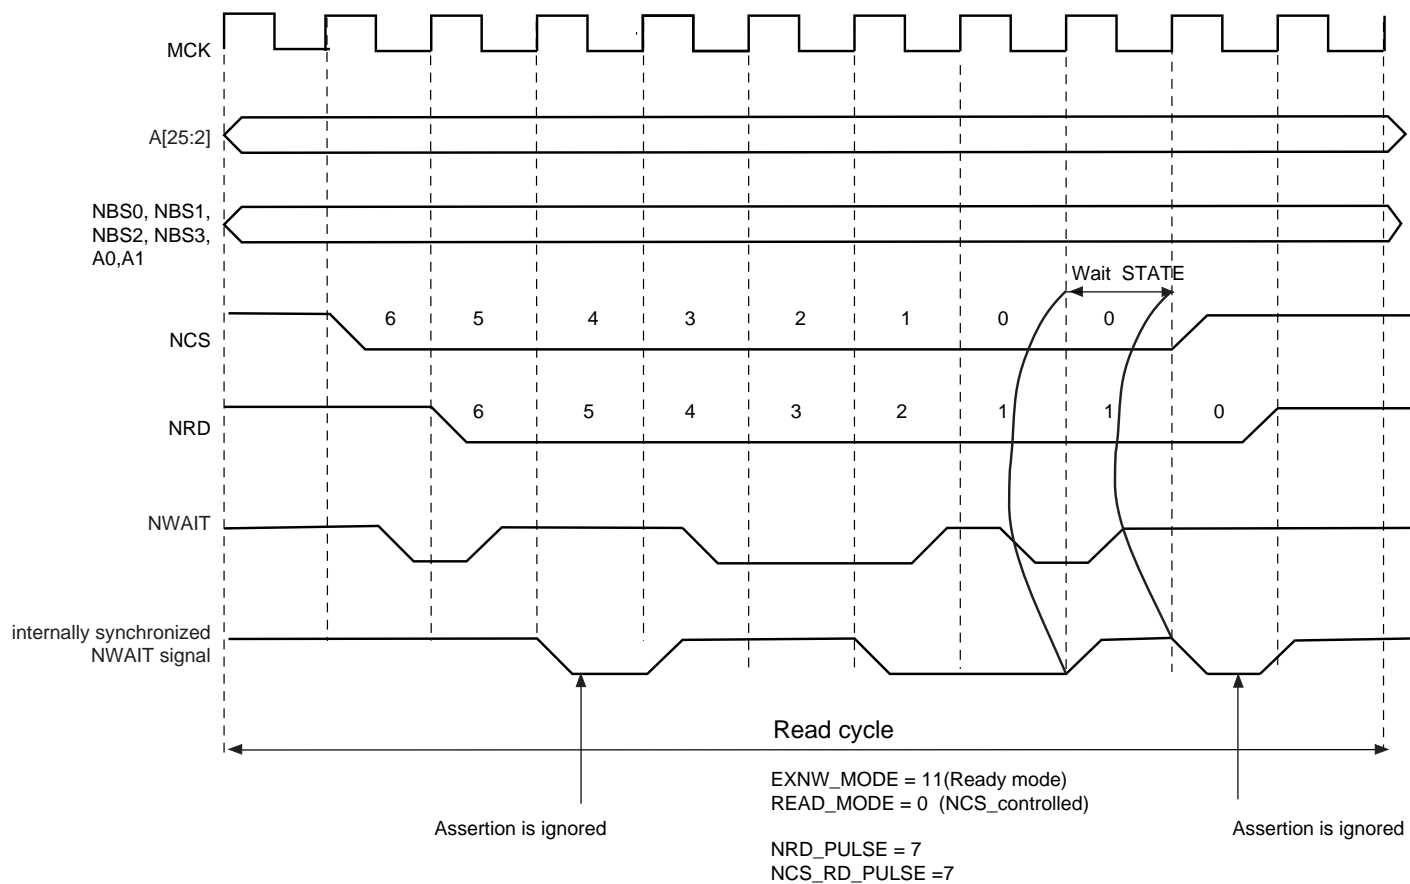 MCK
A[25:2]
NBS0, NBS1,
NBS2, NBS3,
A0,A1
Wait STATE
NCS
6 5 4 3 2 1 0 0
NRD
6 5 4 3 2 1 1 0
NWAIT
internally synchronized
NWAIT signal
Read cycle
EXNW_MODE = 11(Ready mode)
READ_MODE = 0 (NCS_controlled)
Assertion is ignored
Assertion is ignored
NRD_PULSE = 7
NCS_RD_PULSE =7